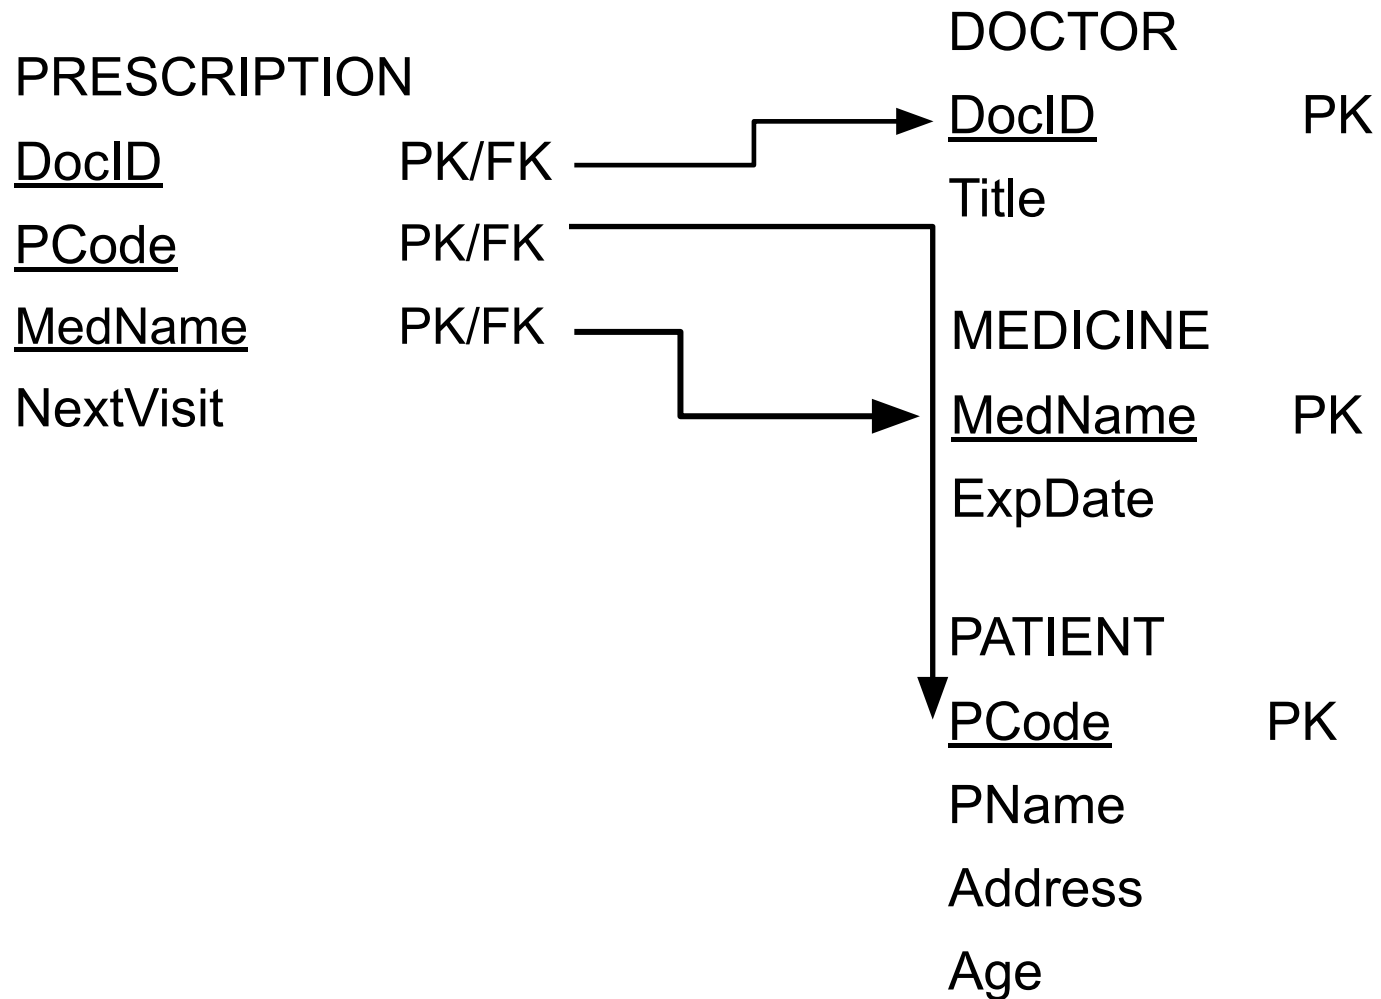 PRESCRIPTION
DocID PK/FK
PCode PK/FK
MedName PK/FK
NextVisit
DOCTOR
DocID PK
Title
MEDICINE
MedName PK
ExpDate
PATIENT
PCode PK
PName
Address
Age